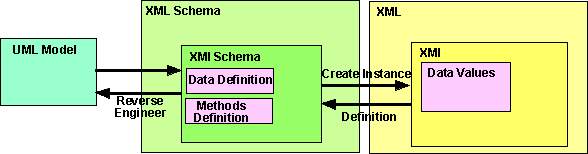 XML Schema
XML
UML Model
XMI Schema
XMI
Data Definition
Create Instance
Data Values
Reverse
Engineer
Methods
Definition
Definition